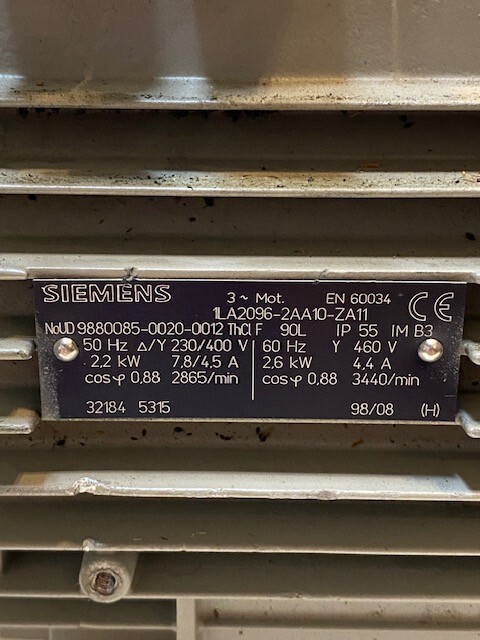 SIEMENS 3 ~ Mot. EN 60034 CE
1LA2096-2AA10-ZA11
NoUD 9880085-0020-0012 ThCl F 90L IP 55 IM B3
50 Hz △/Y 230/400 V 60 Hz Y 460 V
2,2 kW 7,8/4,5 A 2,6 kW 4,4 A
cos φ 0,88 2865/min cos φ 0,88 3440/min
32184 5315 98/08 (H)